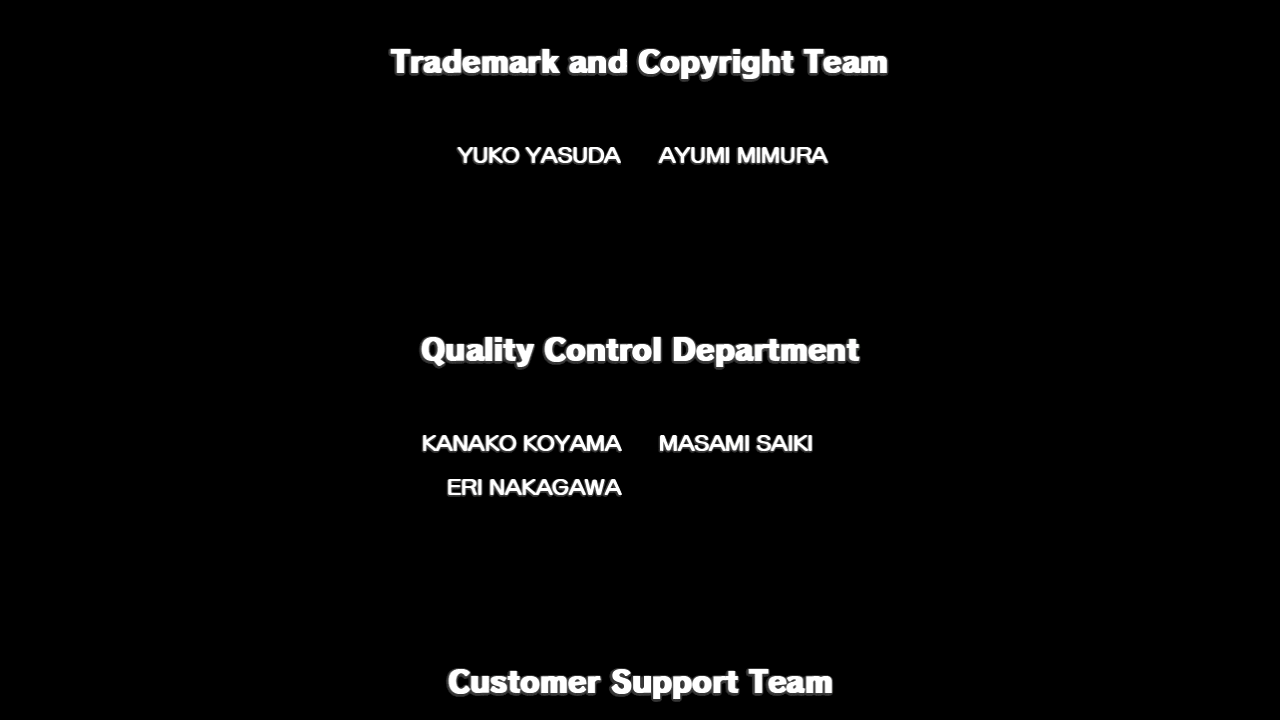 Trademark and Copyright Team
YUKO YASUDA AYUMI MIMURA
Quality Control Department
KANAKO KOYAMA MASAMI SAIKI
ERI NAKAGAWA
Customer Support Team